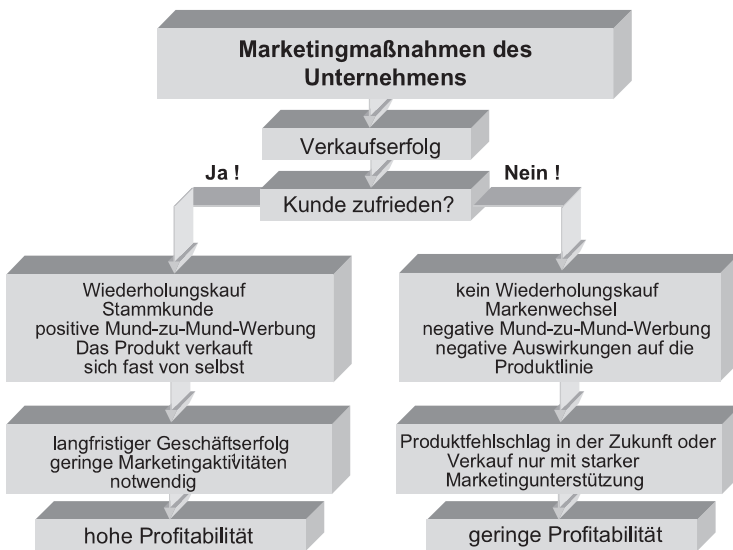 Marketingmaßnahmen des
Unternehmens
Verkaufserfolg
Ja !
Nein !
Kunde zufrieden?
Wiederholungskauf
Stammkunde
positive Mund-zu-Mund-Werbung
Das Produkt verkauft
sich fast von selbst
kein Wiederholungskauf
Markenwechsel
negative Mund-zu-Mund-Werbung
negative Auswirkungen auf die
Produktlinie
langfristiger Geschäftserfolg
geringe Marketingaktivitäten
notwendig
Produktfehlschlag in der Zukunft oder
Verkauf nur mit starker
Marketingunterstützung
hohe Profitabilität
geringe Profitabilität